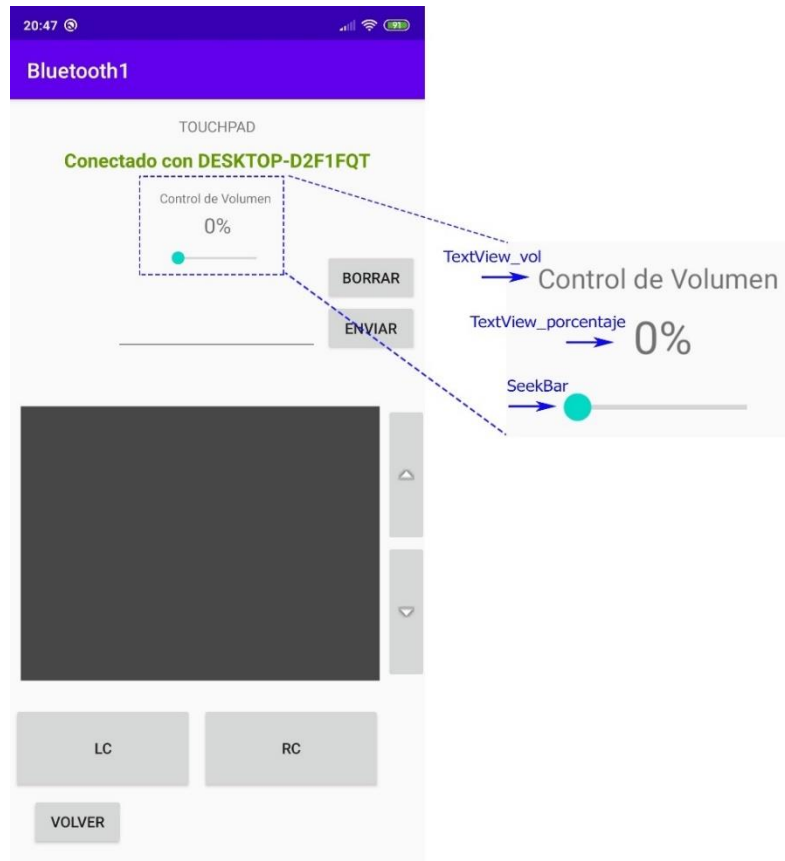 20:47
91
Bluetooth1
TOUCHPAD
Conectado con DESKTOP-D2F1FQT
Control de Volumen
0%
BORRAR
ENVIAR
LC
RC
VOLVER
TextView_vol
Control de Volumen
TextView_porcentaje
0%
SeekBar